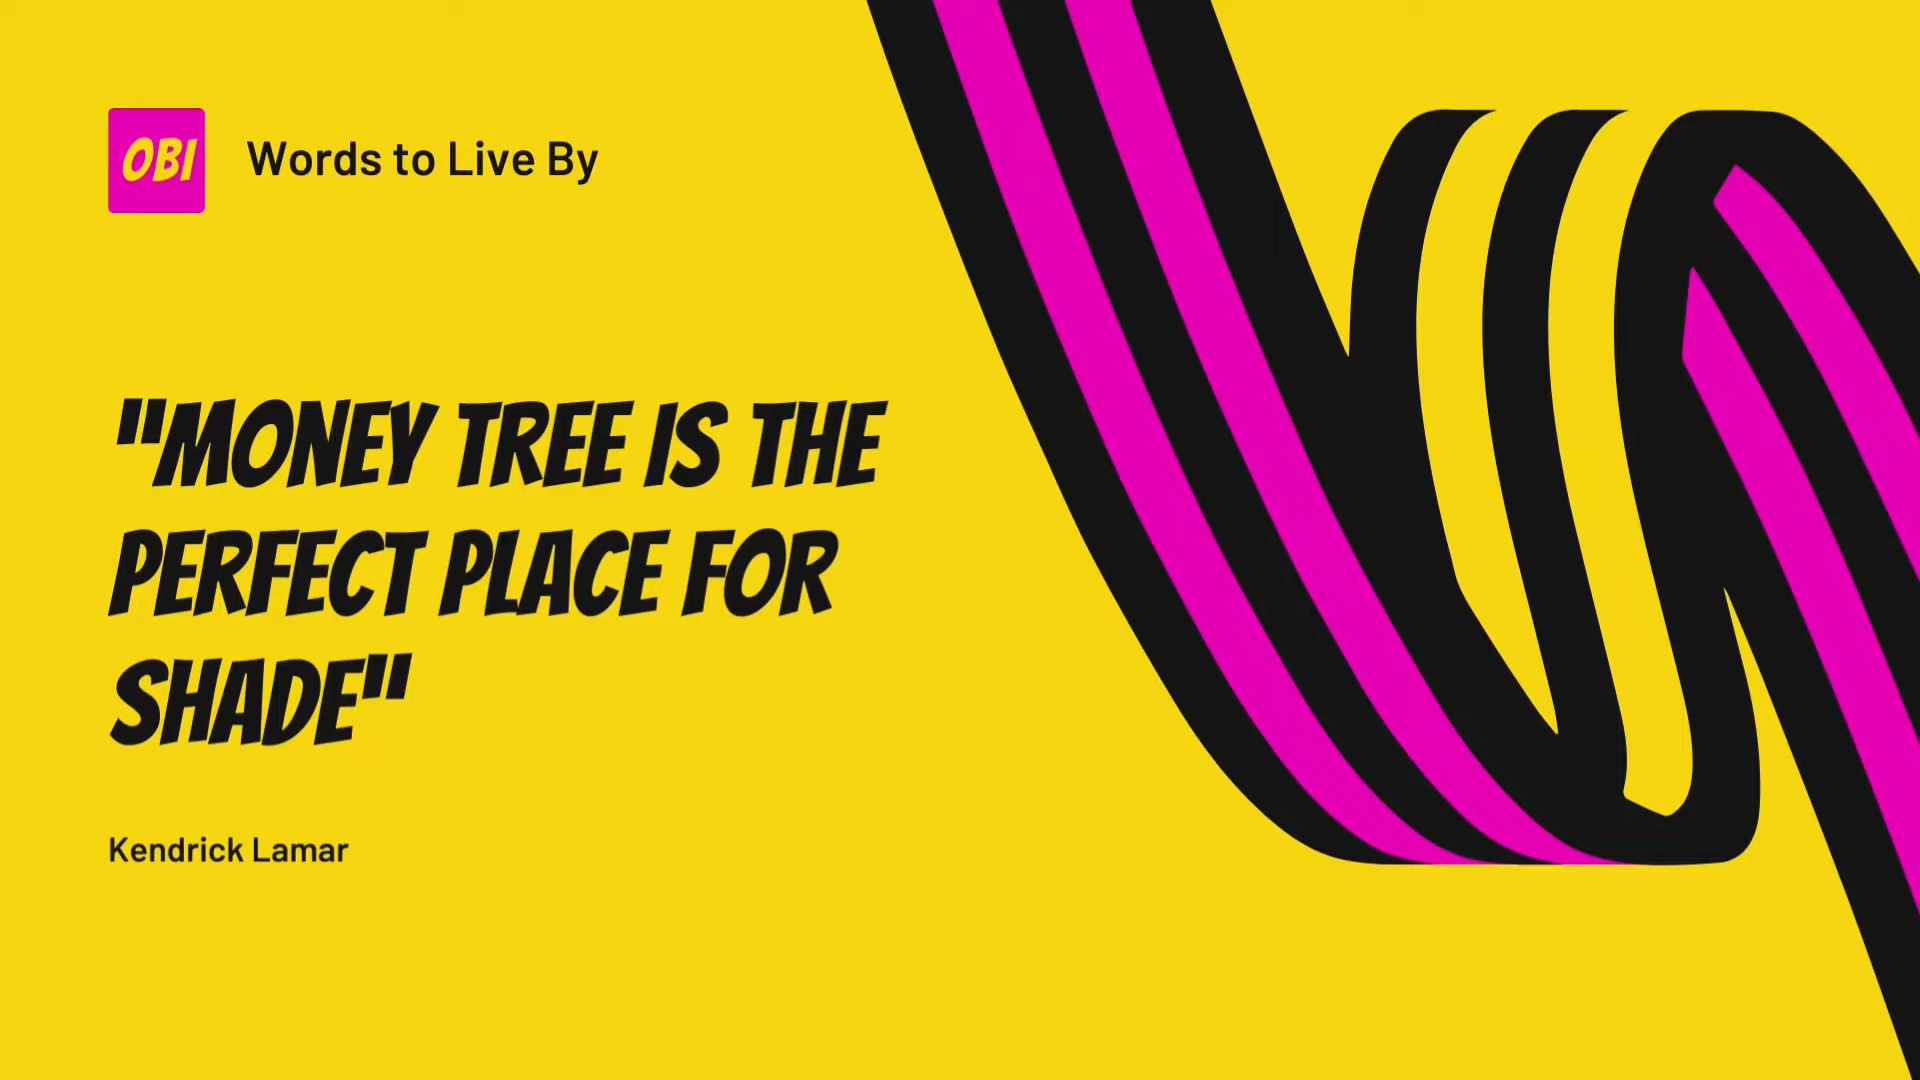 OBI
Words to Live By
"MONEY TREE IS THE
PERFECT PLACE FOR
SHADE"
Kendrick Lamar